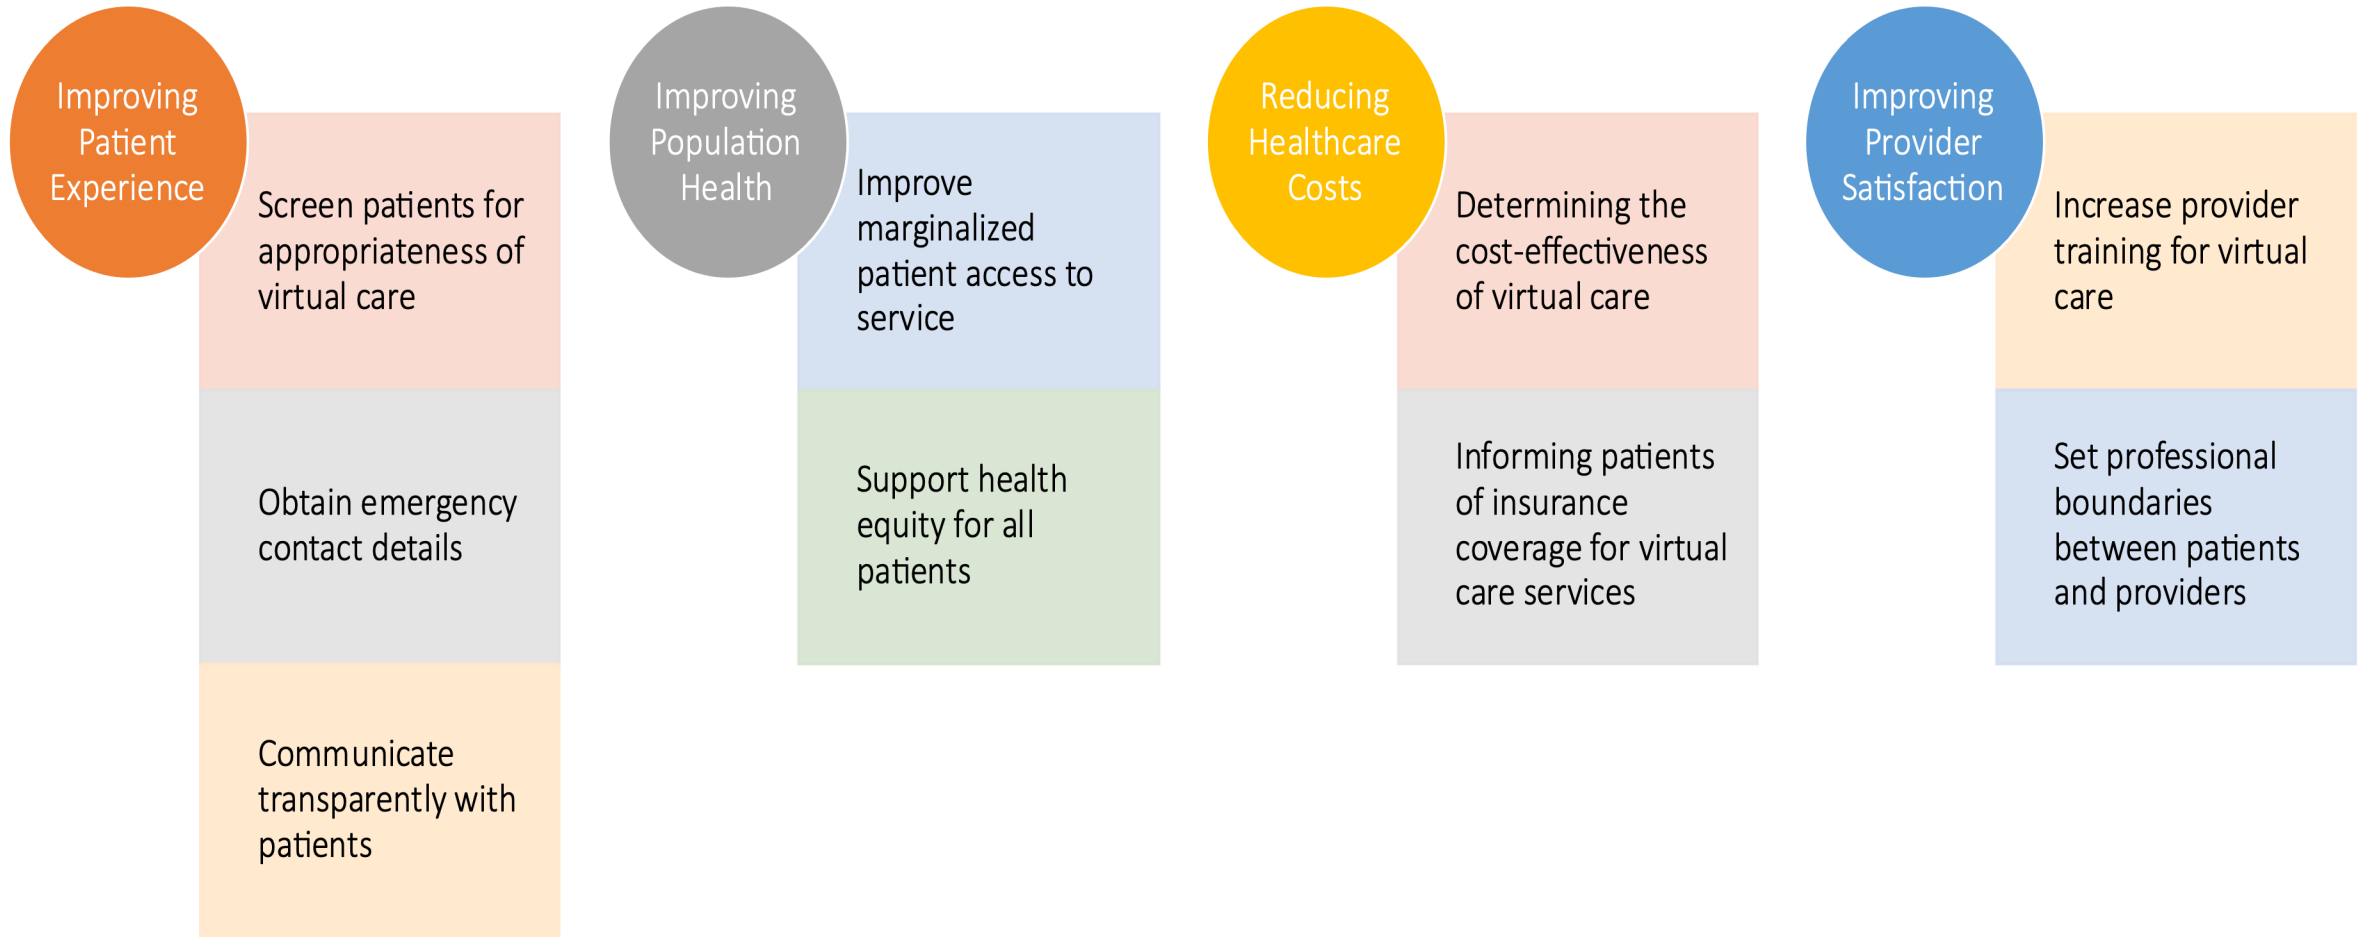 Improving
Patient
Experience
Screen patients for
appropriateness of
virtual care
Obtain emergency
contact details
Communicate
transparently with
patients
Improving
Population
Health
Improve
marginalized
patient access to
service
Support health
equity for all
patients
Reducing
Healthcare
Costs
Determining the
cost-effectiveness
of virtual care
Informing patients
of insurance
coverage for virtual
care services
Improving
Provider
Satisfaction
Increase provider
training for virtual
care
Set professional
boundaries
between patients
and providers